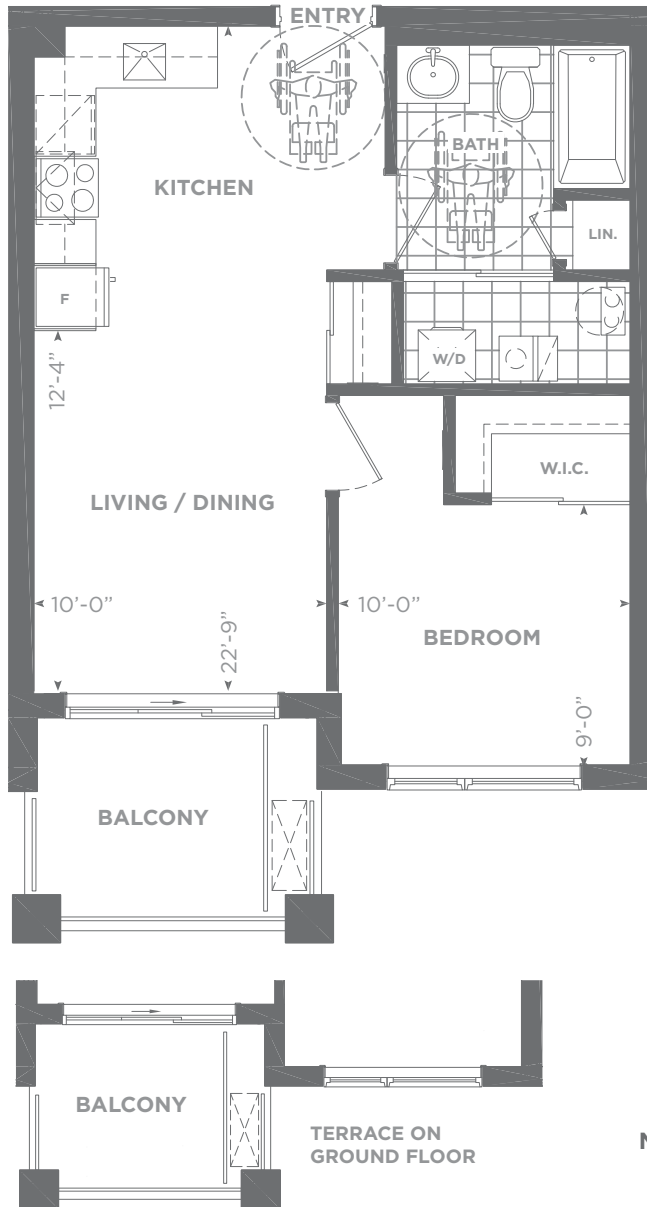 ENTRY
BATH
KITCHEN
LIN.
F
W/D
12'-4”
W.I.C.
LIVING / DINING
10'-0”
10'-0”
BEDROOM
22'-9”
9'-0”
BALCONY
BALCONY
TERRACE ON
GROUND FLOOR